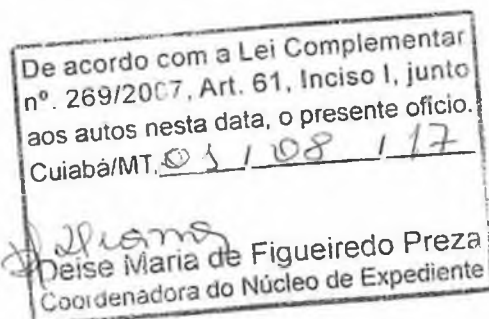 De acordo com a Lei Complementar
nº. 269/2007, Art. 61, Inciso I, junto
aos autos nesta data, o presente ofício.
Cuiabá/MT, 01 / 08 / 17
Deise Maria de Figueiredo Preza
Coordenadora do Núcleo de Expediente